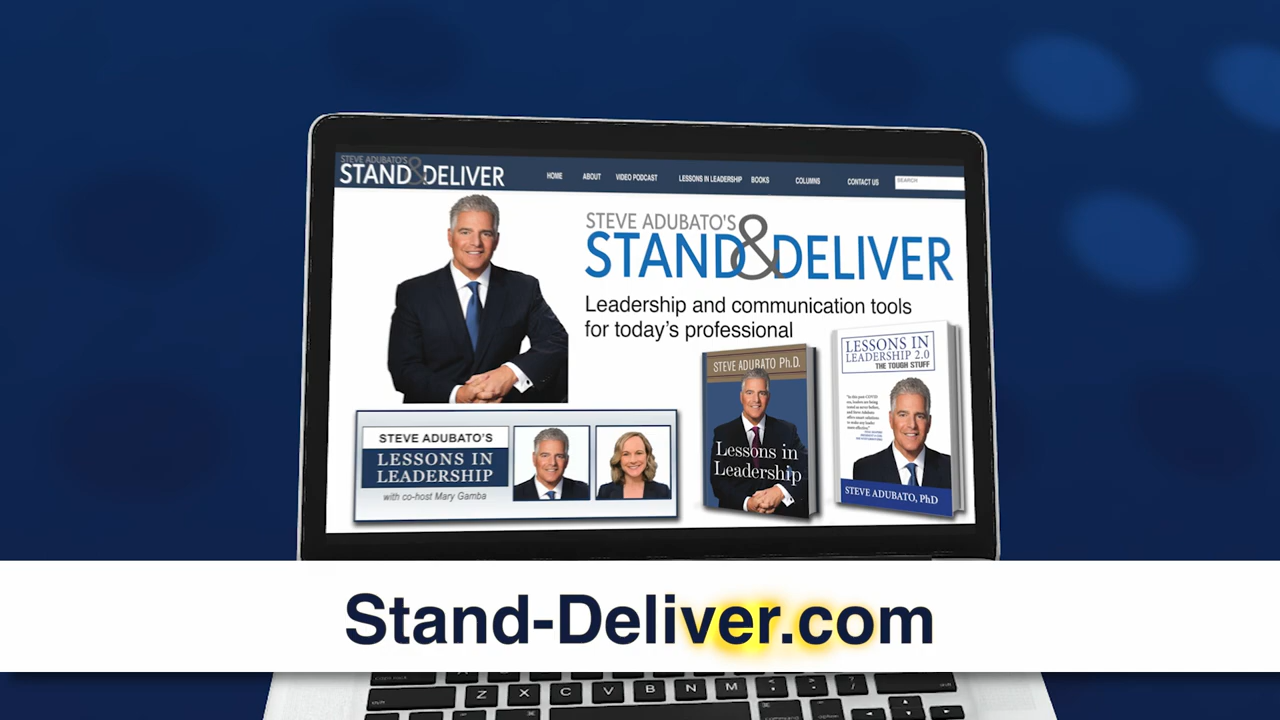 STEVE ADUBATO'S
STAND&DELIVER
HOME ABOUT VIDEO PODCAST LESSONS IN LEADERSHIP BOOKS COLUMNS CONTACT US SEARCH
STEVE ADUBATO'S
STAND&DELIVER
Leadership and communication tools
for today's professional
STEVE ADUBATO'S
LESSONS IN
LEADERSHIP
with co-host Mary Gamba
STEVE ADUBATO Ph.D.
Lessons in
Leadership
LESSONS IN
LEADERSHIP 2.0
THE TOUGH STUFF
STEVE ADUBATO, PhD
Stand-Deliver.com
Z X C V B N M